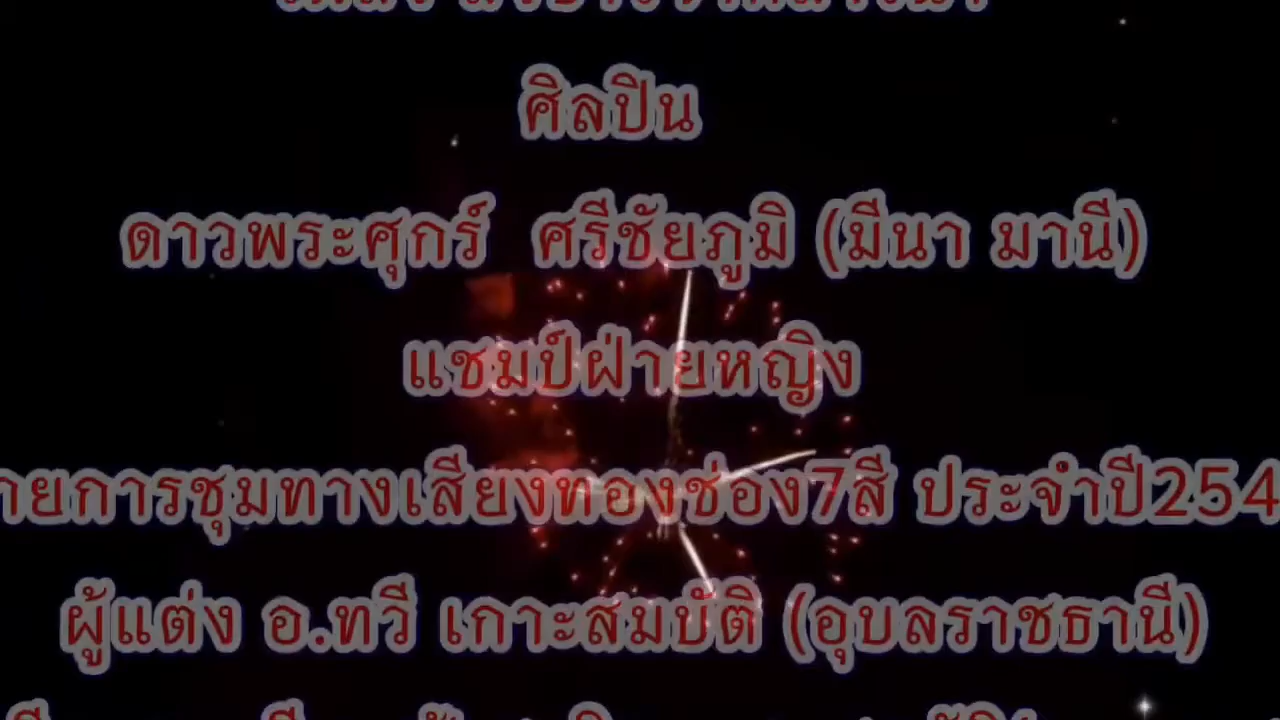 ศิลปิน
ดาวพระศุกร์ ศรีชัยภูมิ (มีนา มานี)
แชมป์ฝ่ายหญิง
ายการชุมทางเสียงทองช่อง7สี ประจำปี254
ผู้แต่ง อ.ทวี เกาะสมบัติ (อุบลราชธานี)